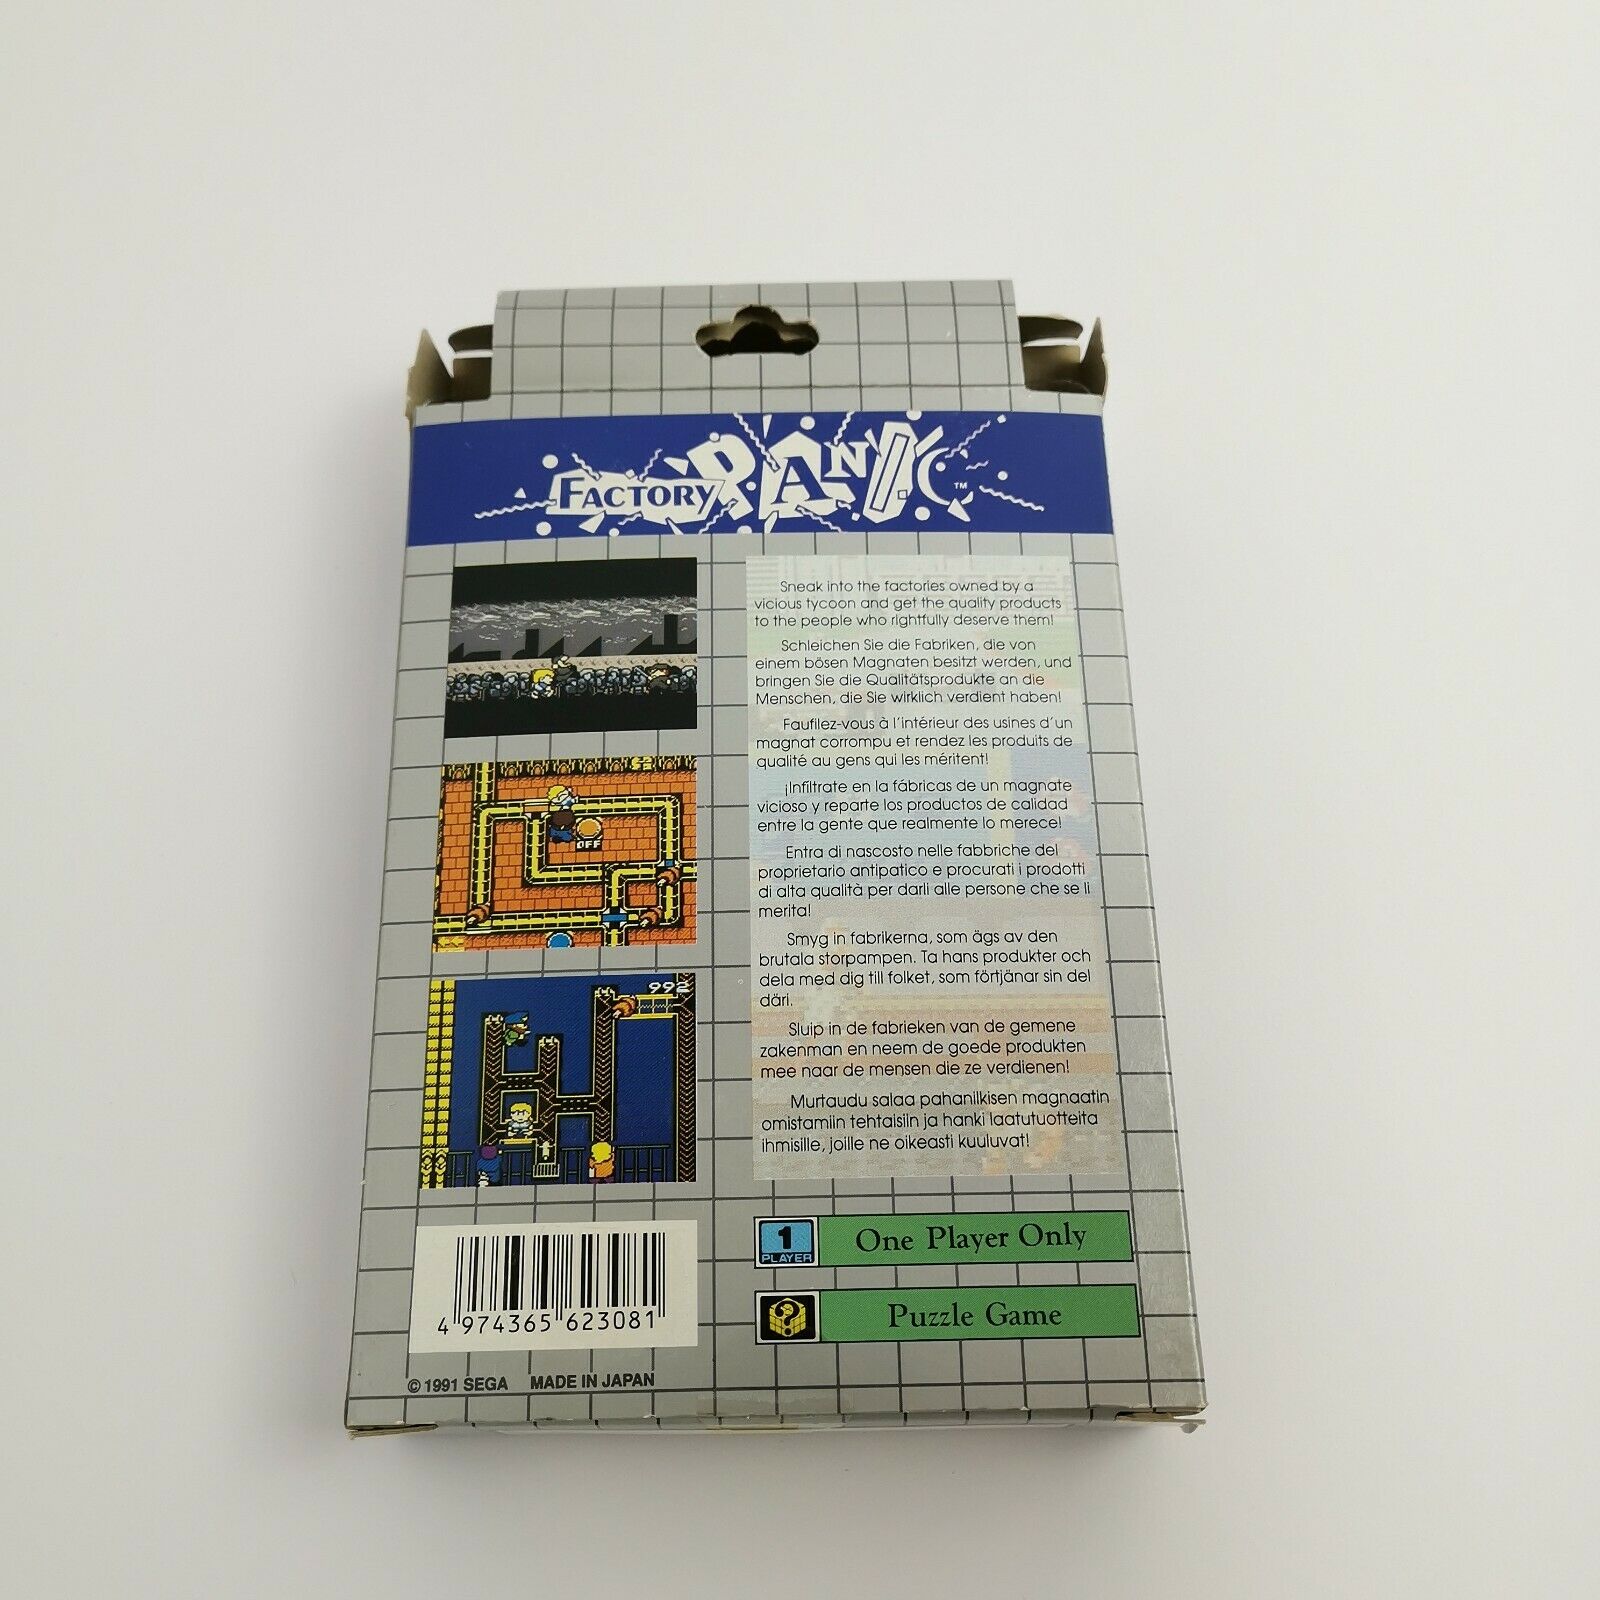 FACTORY PANIC™
Sneak into the factories owned by a
vicious tycoon and get the quality products
to the people who rightfully deserve them!
Schleichen Sie die Fabriken, die von
einem bösen Magnaten besitzt werden, und
bringen Sie die Qualitätsprodukte an die
Menschen, die Sie wirklich verdient haben!
Faufilez-vous à l'intérieur des usines d'un
magnat corrompu et rendez les produits de
qualité au gens qui les méritent!
¡Infiltrate en la fábricas de un magnate
vicioso y reparte los productos de calidad
entre la gente que realmente lo merece!
Entra di nascosto nelle fabbriche del
proprietario antipatico e procurati i prodotti
di alta qualità per darli alle persone che se li
merita!
Smyg in fabrikerna, som ägs av den
brutala storpampen. Ta hans produkter och
dela med dig till folket, som förtjänar sin del
däri.
Sluip in de fabrieken van de gemene
zakenman en neem de goede produkten
mee naar de mensen die ze verdienen!
Murtaudu salaa pahanilkisen magnaatin
omistamiin tehtaisiin ja hanki laatutuotteita
ihmisille, joille ne oikeasti kuuluvat!
OFF
992
1
PLAYER
One Player Only
Puzzle Game
4 974365 623081
© 1991 SEGA MADE IN JAPAN